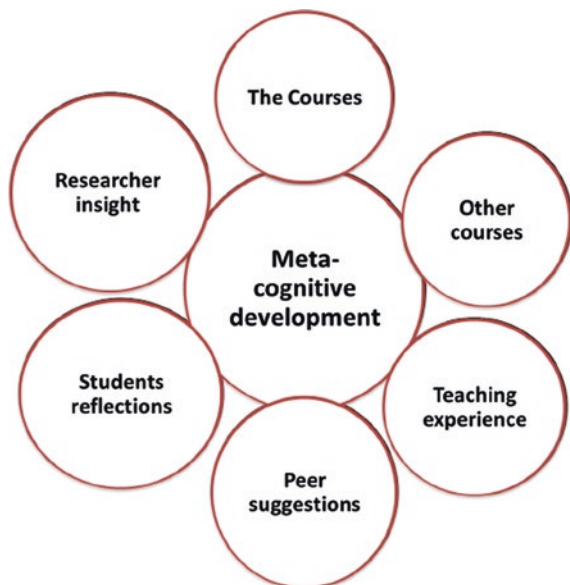 The Courses
Researcher
insight
Other
courses
Meta-
cognitive
development
Students
reflections
Teaching
experience
Peer
suggestions